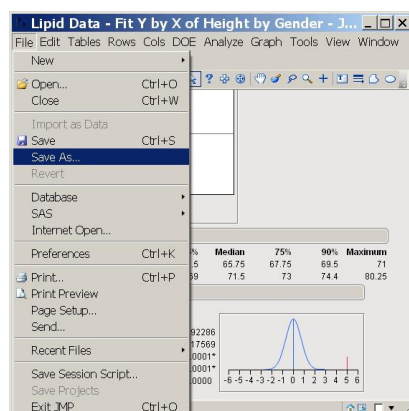 Lipid Data - Fit Y by X of Height by Gender - J...
File Edit Tables Rows Cols DOE Analyze Graph Tools View Window
New
Open... Ctrl+O
Close Ctrl+W
Import as Data
Save Ctrl+S
Save As...
Revert
Database
SAS
Internet Open...
Preferences Ctrl+K
Print... Ctrl+P
Print Preview
Page Setup...
Send...
Recent Files
Save Session Script...
Save Projects
Exit JMP Ctrl+Q
% Median 75% 90% Maximum
.5 65.75 67.75 69.5 71
69 71.5 73 74.4 80.25
92286
17569
0001*
0001*
0000
-6 -5 -4 -3 -2 -1 0 1 2 3 4 5 6